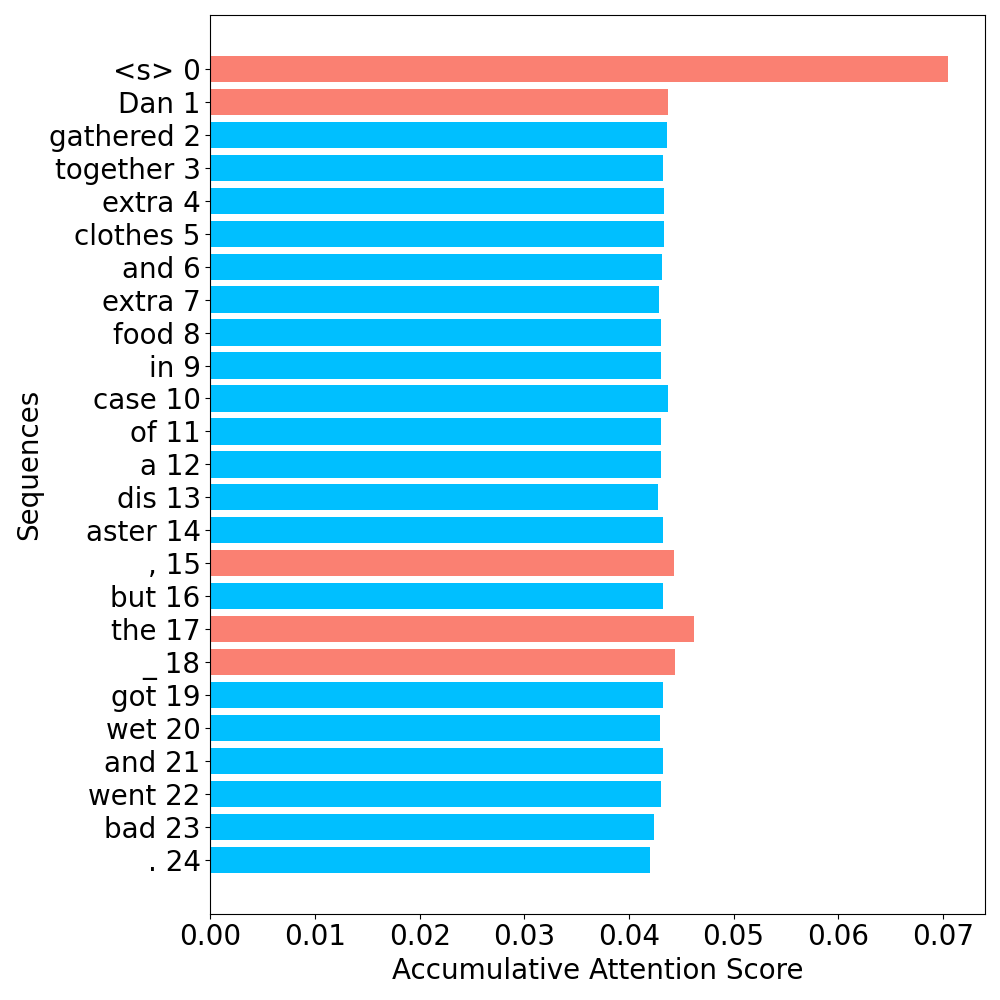 <s> 0
Dan 1
gathered 2
together 3
extra 4
clothes 5
and 6
extra 7
food 8
in 9
case 10
of 11
a 12
dis 13
aster 14
, 15
but 16
the 17
_ 18
got 19
wet 20
and 21
went 22
bad 23
. 24
Sequences
0.00 0.01 0.02 0.03 0.04 0.05 0.06 0.07
Accumulative Attention Score